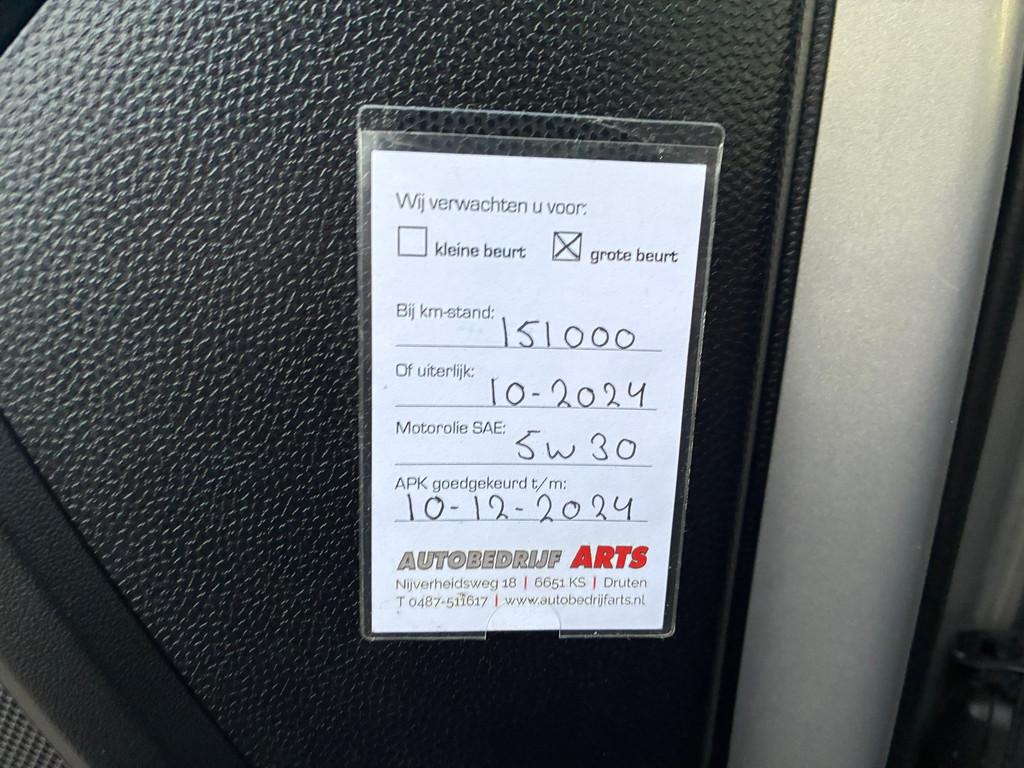 Wij verwachten u voor:
kleine beurt grote beurt
Bij km-stand: 151000
Of uiterlijk: 10-2024
Motorolie SAE: 5w30
APK goedgekeurd t/m:
10-12-2024
AUTOBEDRIJF ARTS
Nijverheidsweg 18 | 6651 KS | Druten
T 0487-511617 | www.autobedrijfarts.nl